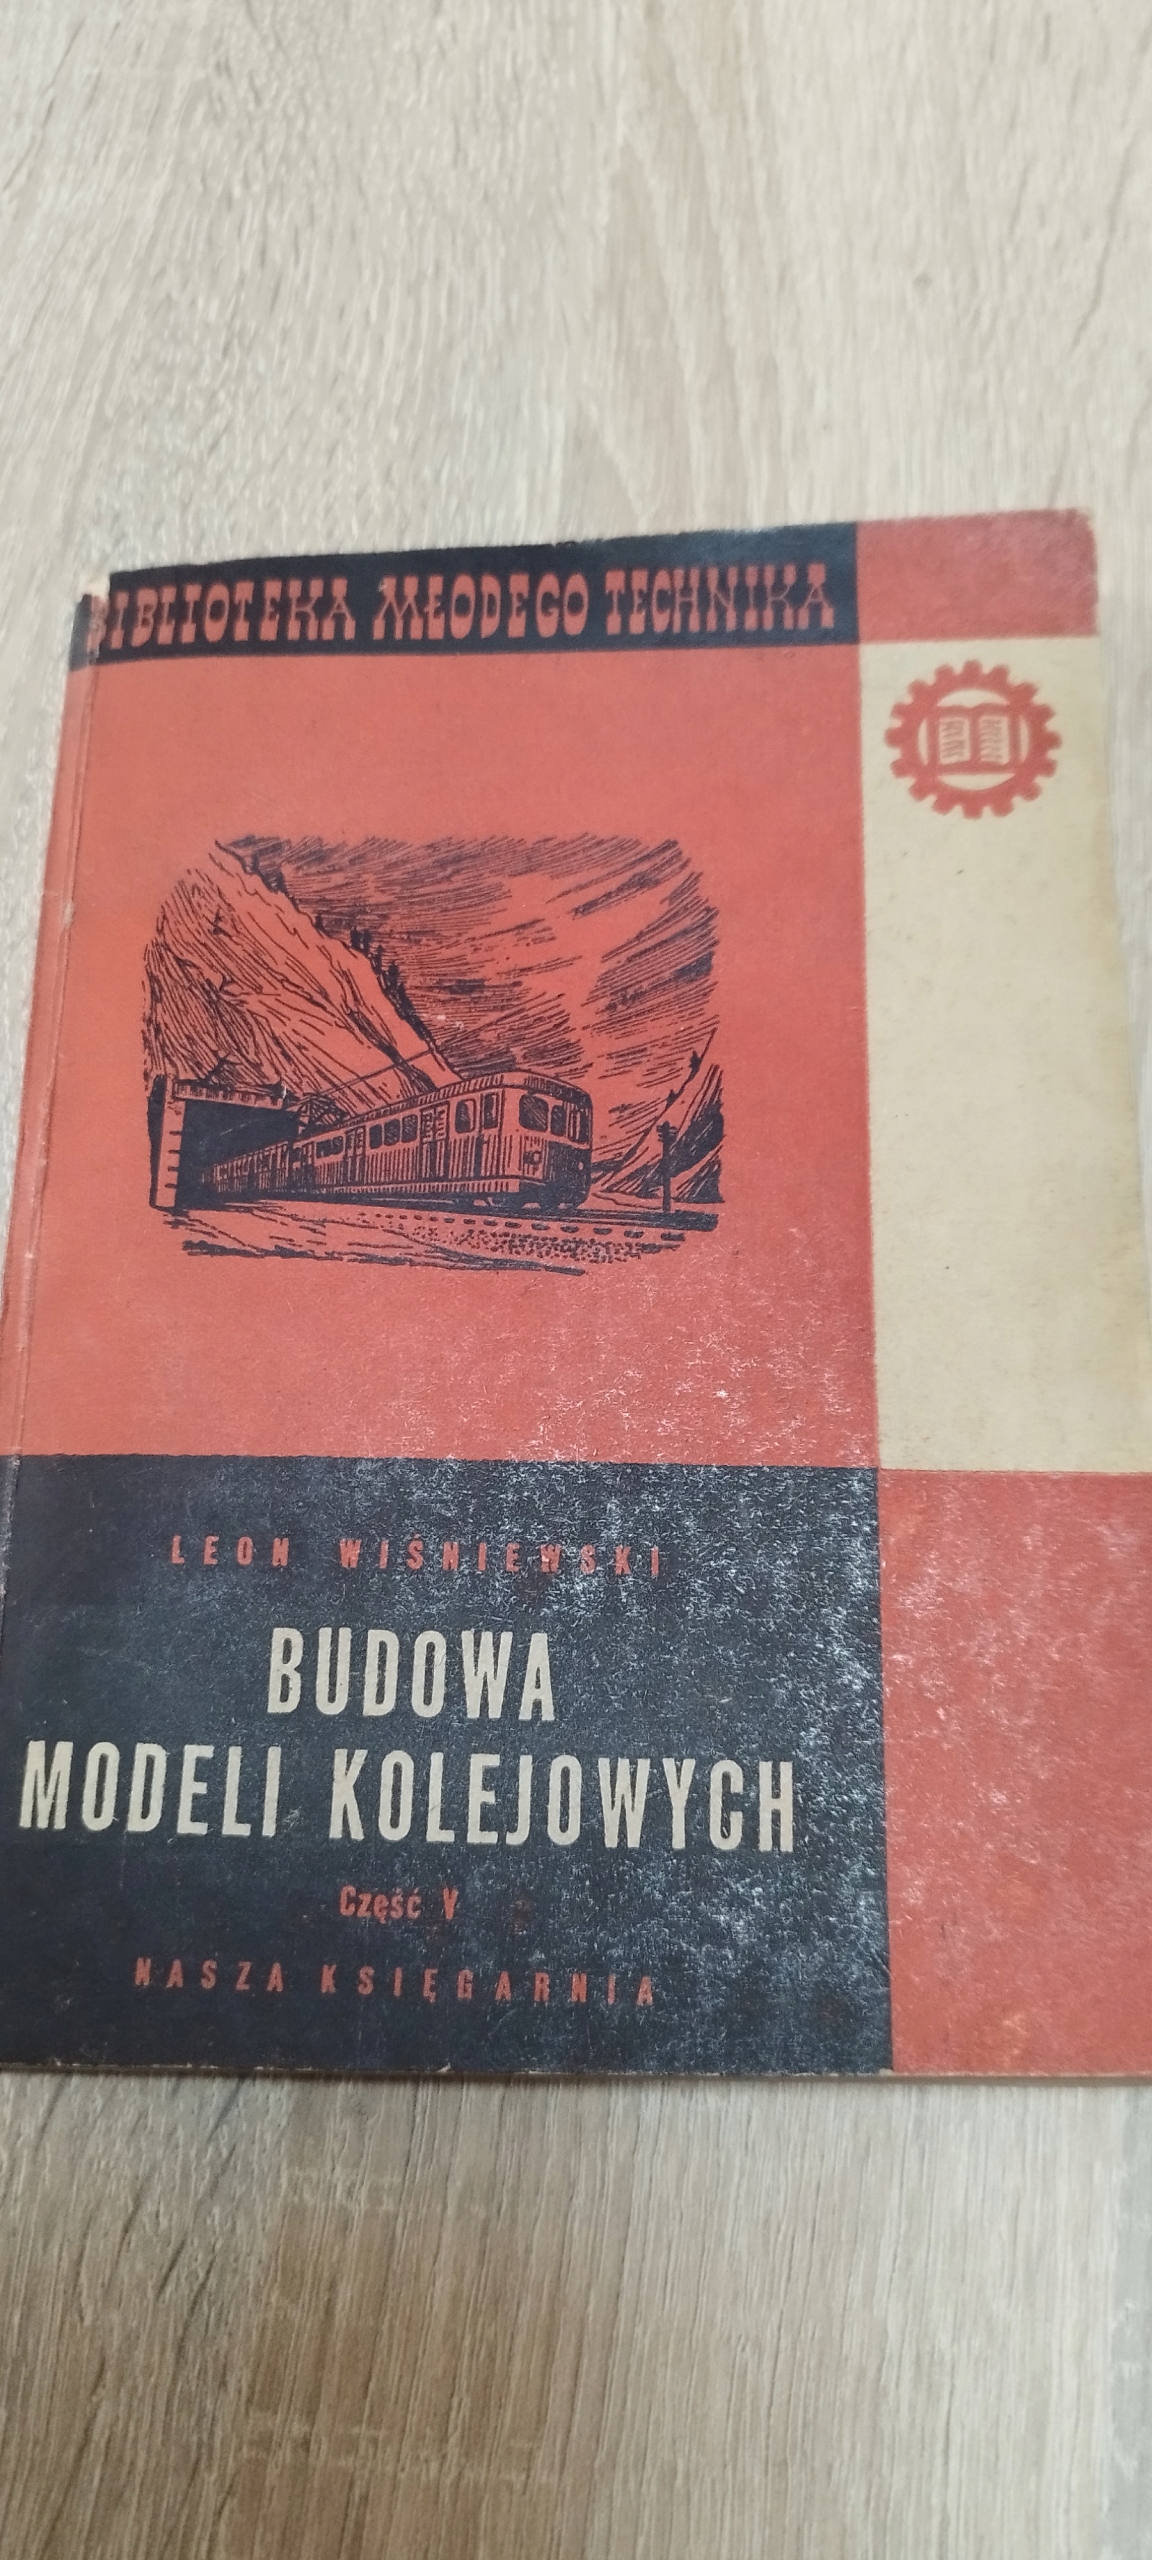 BIBLIOTEKA MŁODEGO TECHNIKA
LEON WIŚNIEWSKI
BUDOWA
MODELI KOLEJOWYCH
Część V
NASZA KSIĘGARNIA